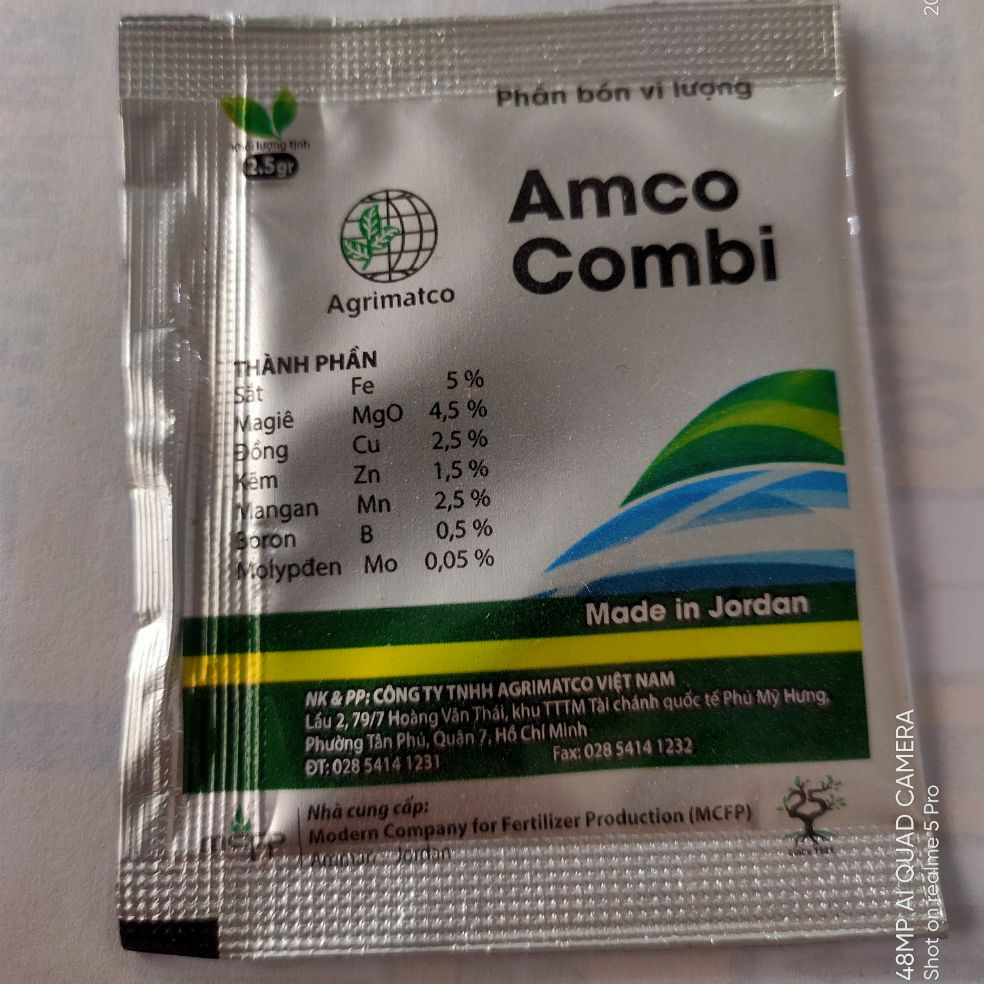 Phân bón vi lượng
lượng tịnh
2.5gr
Amco
Combi
Agrimatco
THÀNH PHẦN
Sắt Fe 5 %
Magiê MgO 4,5 %
Đồng Cu 2,5 %
Kẽm Zn 1,5 %
Mangan Mn 2,5 %
Boron B 0,5 %
Molypđen Mo 0,05 %
Made in Jordan
NK & PP: CÔNG TY TNHH AGRIMATCO VIỆT NAM
Lầu 2, 79/7 Hoàng Văn Thái, khu TTTM Tài chánh quốc tế Phú Mỹ Hưng,
Phường Tân Phú, Quận 7, Hồ Chí Minh
ĐT: 028 5414 1231 Fax: 028 5414 1232
mcFP
Nhà cung cấp:
Modern Company for Fertilizer Production (MCFP)
Amman - Jordan
25
since 1991
48MP AI QUAD CAMERA
Shot on realme 5 Pro
20